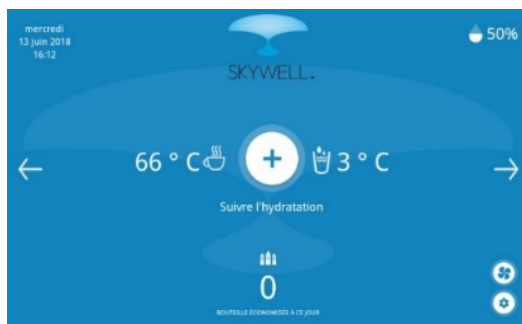 mercredi
13 juin 2018
16:12
50%
SKYWELL.
66 ° C
+
3 ° C
Suivre l'hydratation
0
BOUTEILLE ÉCONOMISÉE À CE JOUR